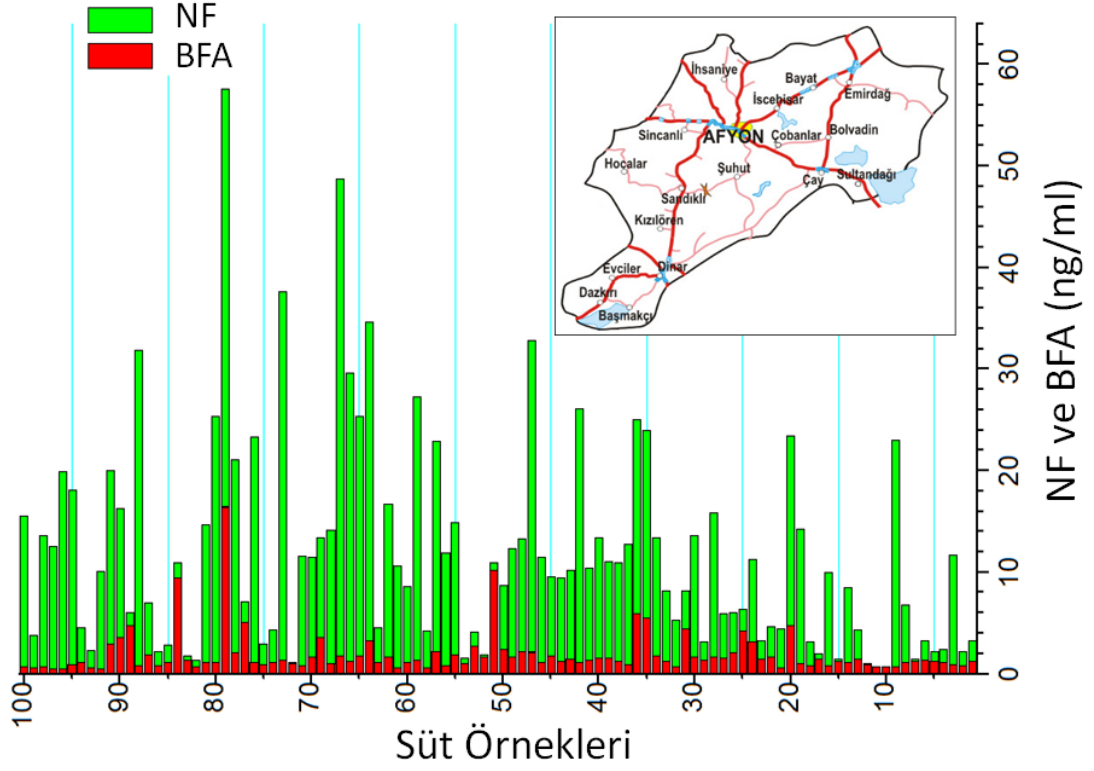 NF
BFA
İhsaniye
Bayat
İscehisar
Emirdağ
Sincanlı
AFYON
Çobanlar
Bolvadin
Hocalar
Şuhut
Çay
Sultandağı
Sandıklı
Kızılören
Evciler
Dinar
Dazkırı
Başmakçı
60
50
40
30
20
10
0
NF ve BFA (ng/ml)
100
90
80
70
60
50
40
30
20
10
Süt Örnekleri